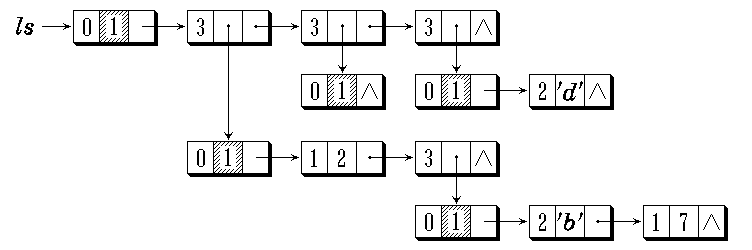 ls 0 1 3 3 3 ∧
0 1 ∧ 0 1 2 'd' ∧
0 1 1 2 3 ∧
0 1 2 'b' 1 7 ∧